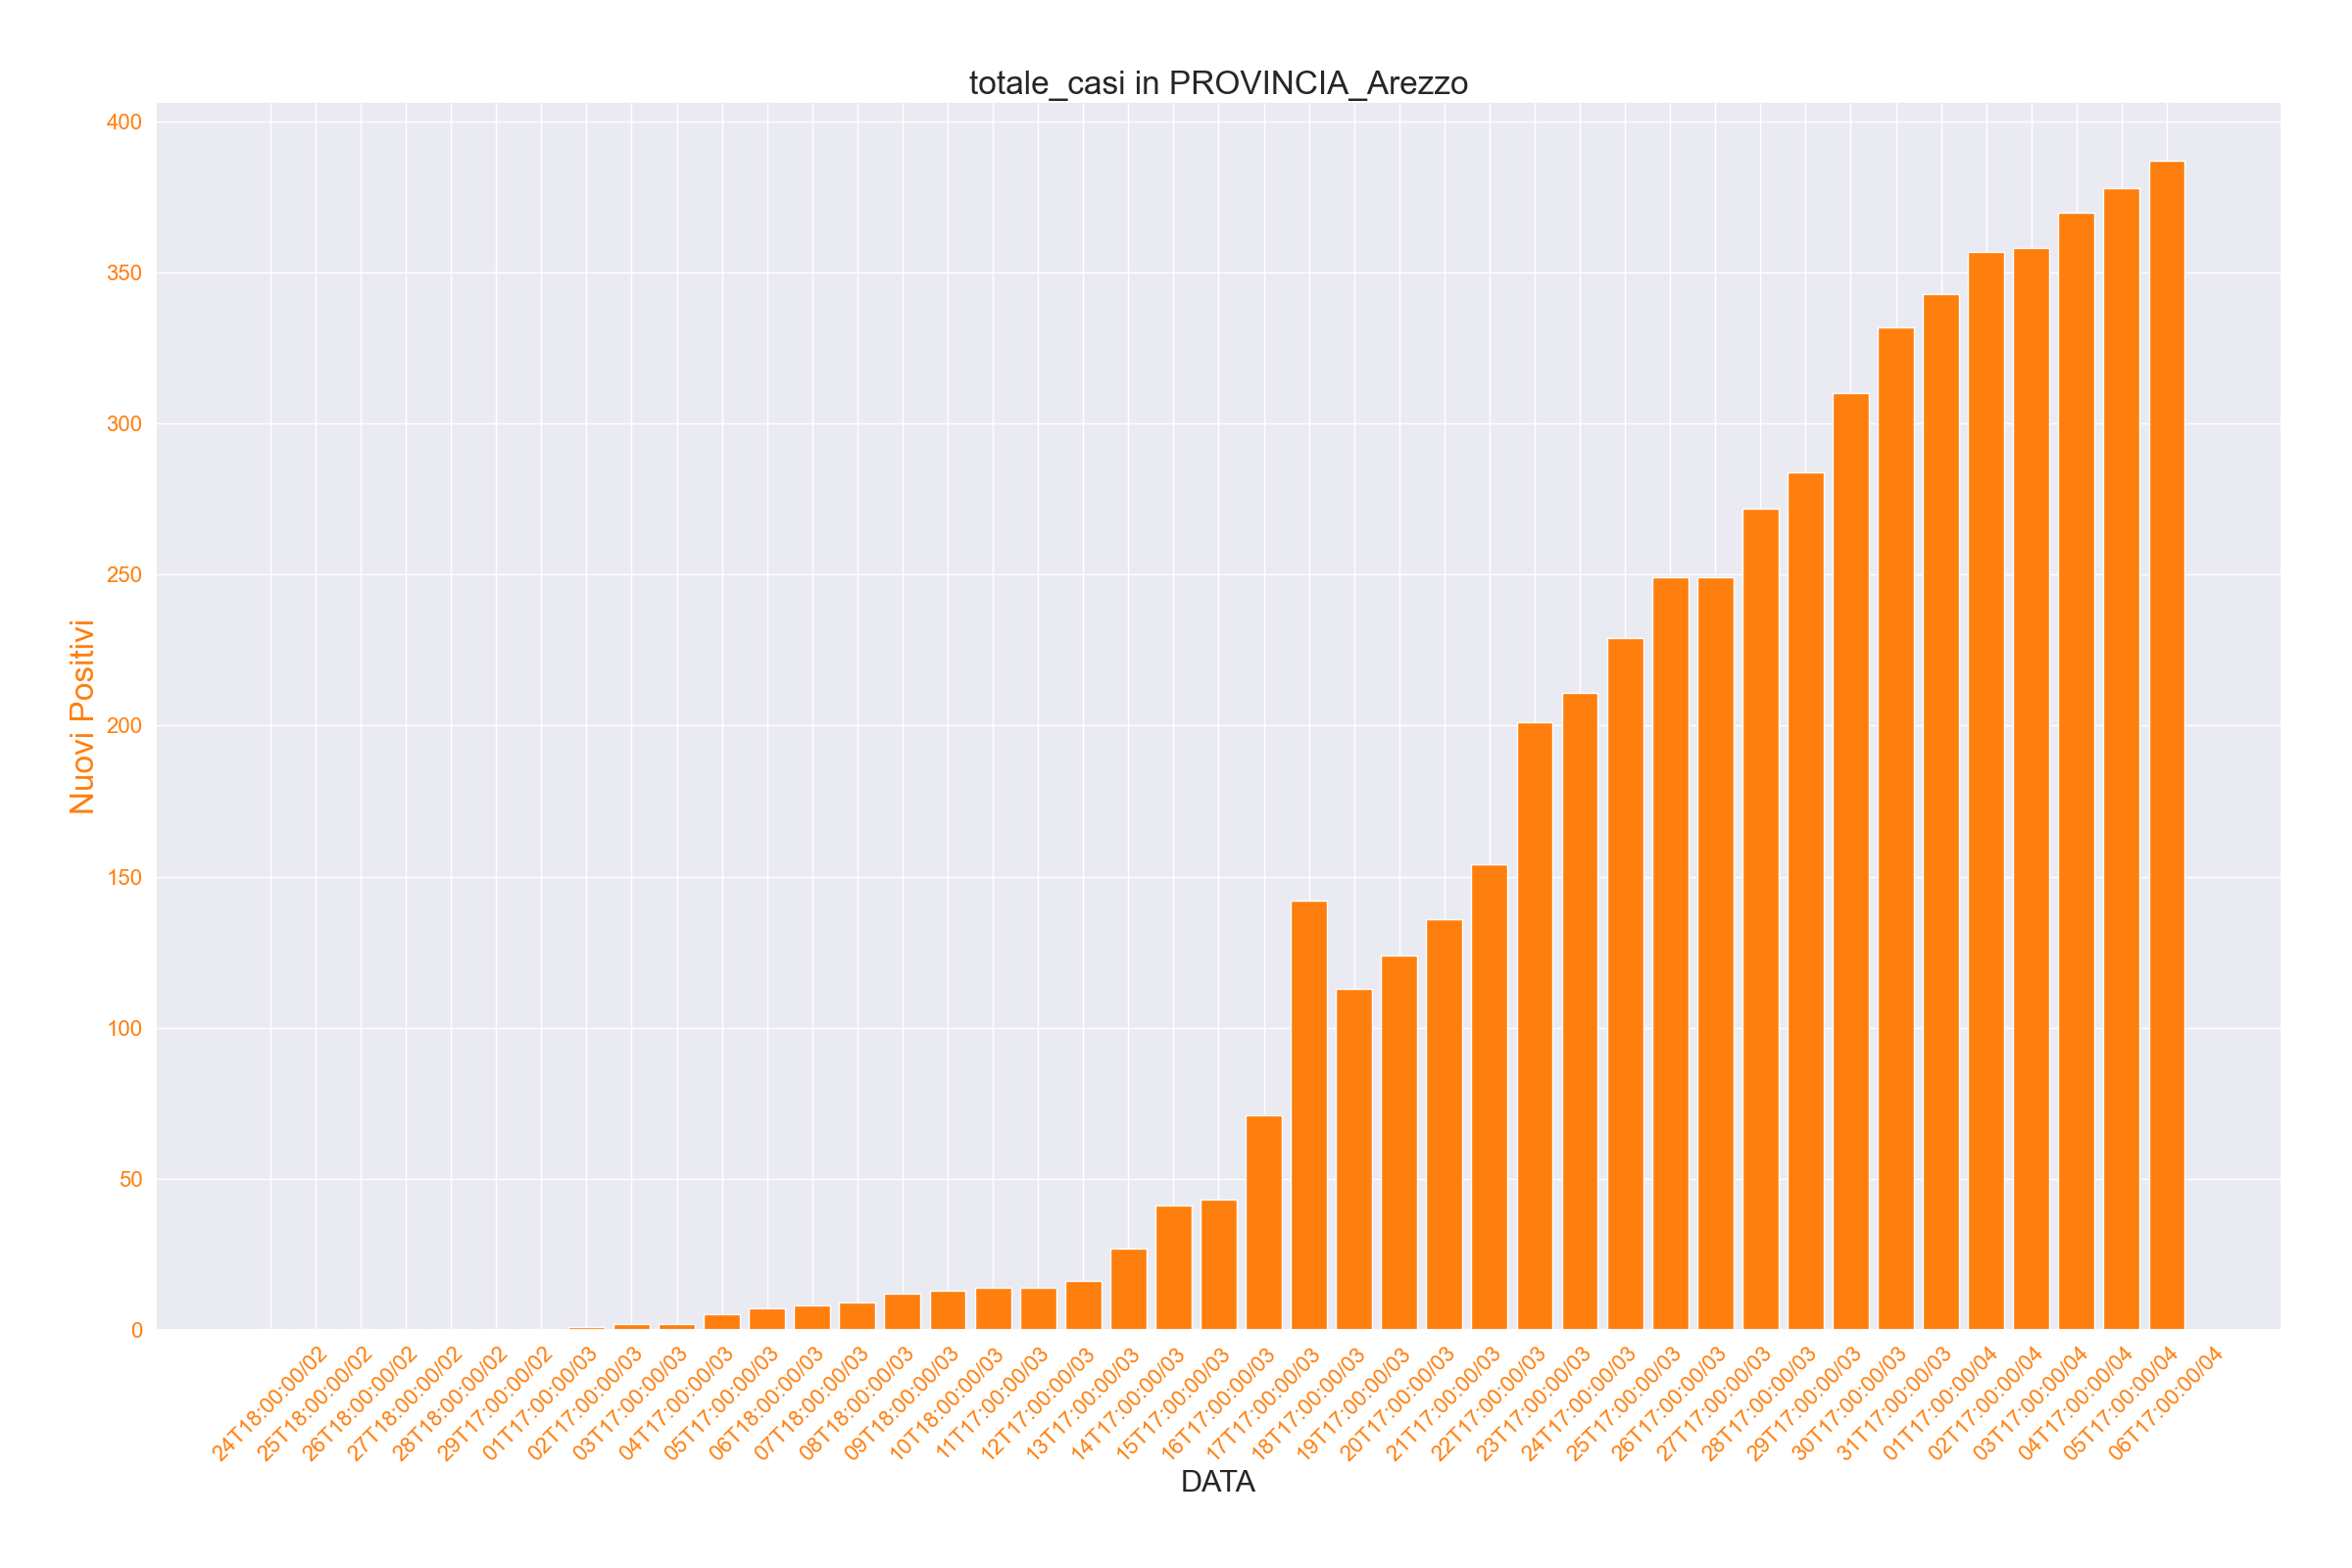 totale_casi in PROVINCIA_Arezzo
400
350
300
250
200
150
100
50
0
Nuovi Positivi
24T18:00:00/02
25T18:00:00/02
26T18:00:00/02
27T18:00:00/02
28T18:00:00/02
29T17:00:00/02
01T17:00:00/03
02T17:00:00/03
03T17:00:00/03
04T17:00:00/03
05T17:00:00/03
06T18:00:00/03
07T18:00:00/03
08T18:00:00/03
09T18:00:00/03
10T18:00:00/03
11T17:00:00/03
12T17:00:00/03
13T17:00:00/03
14T17:00:00/03
15T17:00:00/03
16T17:00:00/03
17T17:00:00/03
18T17:00:00/03
19T17:00:00/03
20T17:00:00/03
21T17:00:00/03
22T17:00:00/03
23T17:00:00/03
24T17:00:00/03
25T17:00:00/03
26T17:00:00/03
27T17:00:00/03
28T17:00:00/03
29T17:00:00/03
30T17:00:00/03
31T17:00:00/03
01T17:00:00/04
02T17:00:00/04
03T17:00:00/04
04T17:00:00/04
05T17:00:00/04
06T17:00:00/04
DATA